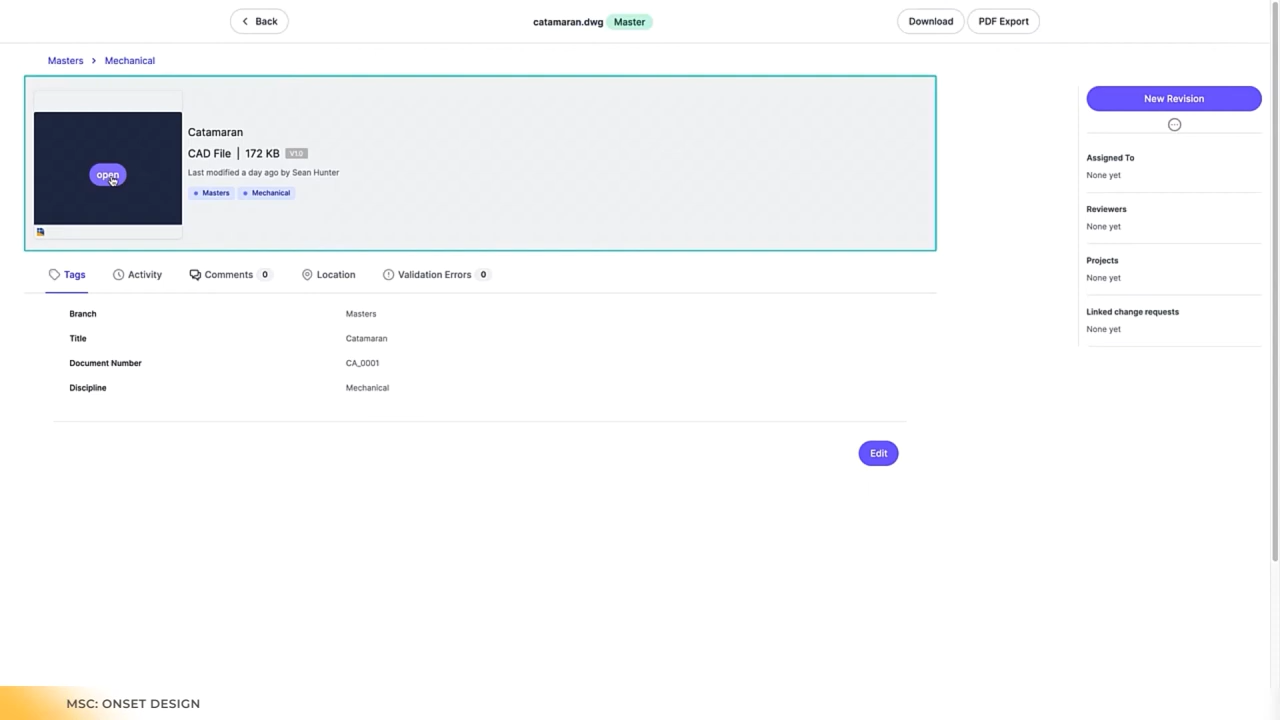 Back
catamaran.dwg Master
Download
PDF Export
Masters > Mechanical
open
Catamaran
CAD File | 172 KB V1.0
Last modified a day ago by Sean Hunter
Masters Mechanical
New Revision
Assigned To
None yet
Reviewers
None yet
Projects
None yet
Linked change requests
None yet
Tags Activity Comments 0 Location Validation Errors 0
Branch Masters
Title Catamaran
Document Number CA_0001
Discipline Mechanical
Edit
MSC: ONSET DESIGN